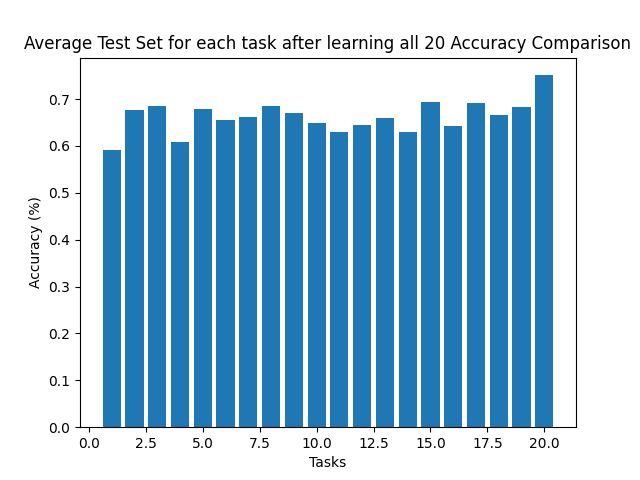 Average Test Set for each task after learning all 20 Accuracy Comparison
0.7
0.6
0.5
0.4
0.3
0.2
0.1
0.0
Accuracy (%)
0.0 2.5 5.0 7.5 10.0 12.5 15.0 17.5 20.0
Tasks